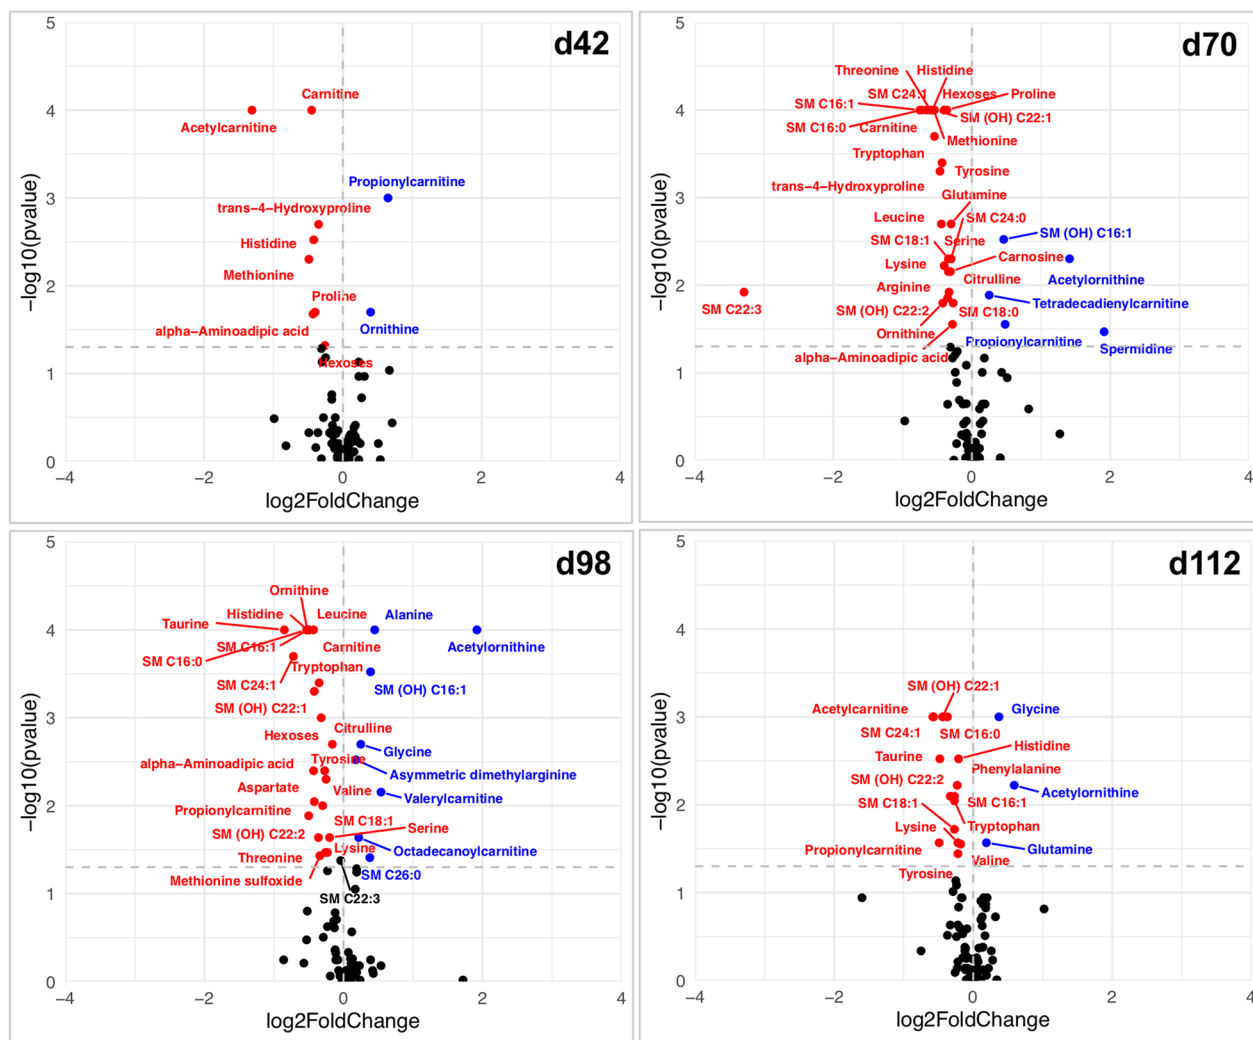 d42
5
4
3
2
1
0
−log10(pvalue)
Carnitine
Acetylcarnitine
Propionylcarnitine
trans−4−Hydroxyproline
Histidine
Methionine
Proline
Ornithine
alpha−Aminoadipic acid
Hexoses
−4
−2
0
2
4
log2FoldChange
d70
5
4
3
2
1
0
−log10(pvalue)
Threonine
Histidine
SM C24:1
Hexoses
Proline
SM C16:1
SM (OH) C22:1
SM C16:0
Carnitine
Methionine
Tryptophan
Tyrosine
trans−4−Hydroxyproline
Glutamine
Leucine
SM C24:0
SM (OH) C16:1
SM C18:1
Serine
Carnosine
Lysine
Citrulline
Acetylornithine
Arginine
Tetradecadienylcarnitine
SM C22:3
SM (OH) C22:2
SM C18:0
Ornithine
Propionylcarnitine
Spermidine
alpha−Aminoadipic acid
−4
−2
0
2
4
log2FoldChange
d98
5
4
3
2
1
0
−log10(pvalue)
Ornithine
Histidine
Leucine
Alanine
Taurine
SM C16:1
Carnitine
Acetylornithine
SM C16:0
Tryptophan
SM C24:1
SM (OH) C16:1
SM (OH) C22:1
Citrulline
Hexoses
Glycine
Tyrosine
alpha−Aminoadipic acid
Asymmetric dimethylarginine
Aspartate
Valine
Valerylcarnitine
Propionylcarnitine
SM C18:1
Serine
SM (OH) C22:2
Lysine
Octadecanoylcarnitine
Threonine
SM C26:0
Methionine sulfoxide
SM C22:3
−4
−2
0
2
4
log2FoldChange
d112
5
4
3
2
1
0
−log10(pvalue)
SM (OH) C22:1
Acetylcarnitine
Glycine
SM C24:1
SM C16:0
Histidine
Taurine
Phenylalanine
SM (OH) C22:2
Acetylornithine
SM C18:1
SM C16:1
Lysine
Tryptophan
Propionylcarnitine
Glutamine
Valine
Tyrosine
−4
−2
0
2
4
log2FoldChange